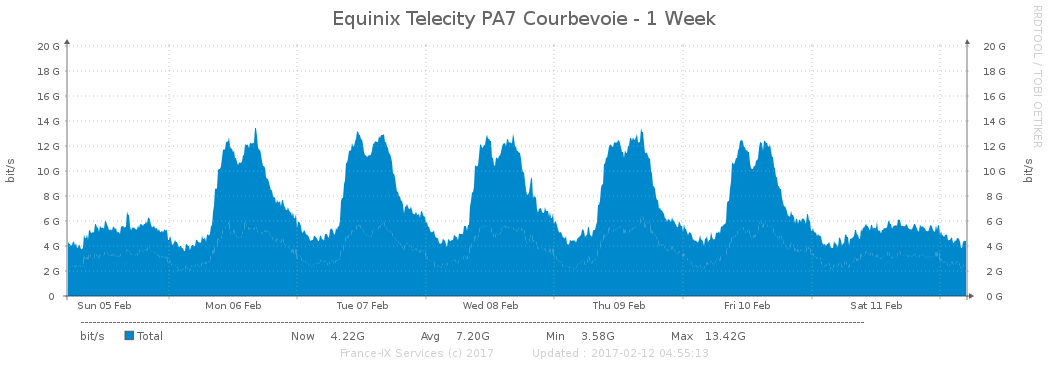 Equinix Telecity PA7 Courbevoie - 1 Week
RRDTOOL / TOBI OETIKER
20 G 20 G
18 G 18 G
16 G 16 G
14 G 14 G
12 G 12 G
10 G 10 G
8 G 8 G
6 G 6 G
4 G 4 G
2 G 2 G
0 0 G
bit/s
bit/s
Sun 05 Feb Mon 06 Feb Tue 07 Feb Wed 08 Feb Thu 09 Feb Fri 10 Feb Sat 11 Feb
bit/s Total Now 4.22G Avg 7.20G Min 3.58G Max 13.42G
France-IX Services (c) 2017 Updated : 2017-02-12 04:55:13